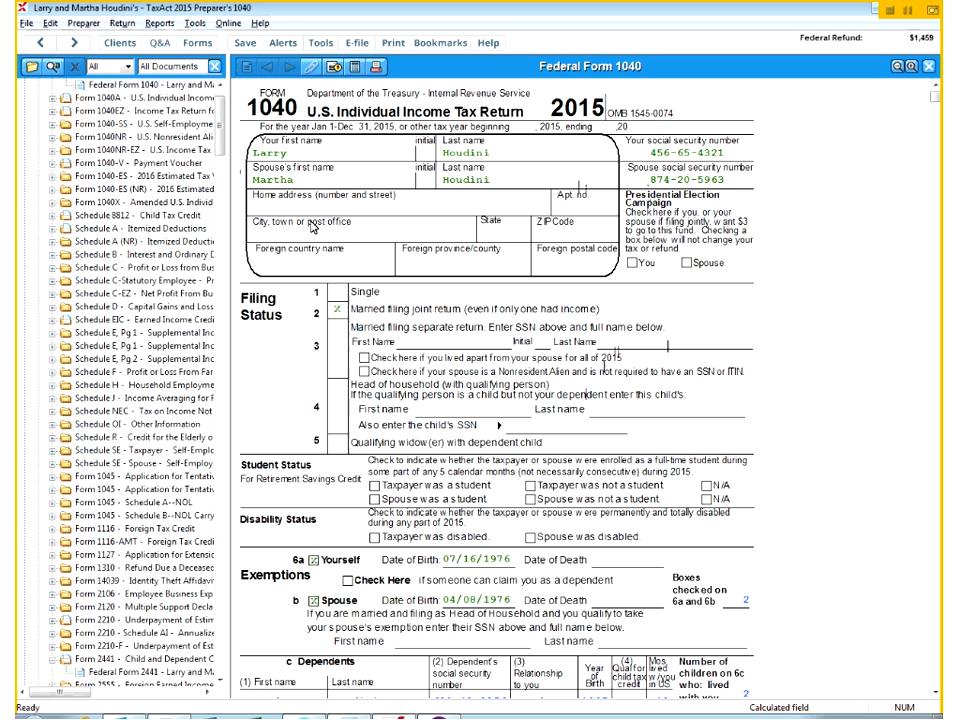 Larry and Martha Houdini's - TaxAct 2015 Preparer's 1040
File Edit Preparer Return Reports Tools Online Help
Clients Q&A Forms Save Alerts Tools E-file Print Bookmarks Help
Federal Refund: $1,459
All All Documents
Federal Form 1040
Federal Form 1040 - Larry and Ma
Form 1040A - U.S. Individual Incom
Form 1040EZ - Income Tax Return fo
Form 1040-SS - U.S. Self-Employme
Form 1040NR - U.S. Nonresident Ali
Form 1040NR-EZ - U.S. Income Tax
Form 1040-V - Payment Voucher
Form 1040-ES - 2016 Estimated Tax
Form 1040-ES (NR) - 2016 Estimated
Form 1040X - Amended U.S. Individ
Schedule 8812 - Child Tax Credit
Schedule A - Itemized Deductions
Schedule A (NR) - Itemized Deducti
Schedule B - Interest and Ordinary D
Schedule C - Profit or Loss from Bus
Schedule C-Statutory Employee - Pr
Schedule C-EZ - Net Profit From Bu
Schedule D - Capital Gains and Loss
Schedule EIC - Earned Income Credi
Schedule E, Pg 1 - Supplemental Inc
Schedule E, Pg 2 - Supplemental Inc
Schedule F - Profit or Loss From Far
Schedule H - Household Employme
Schedule J - Income Averaging for F
Schedule NEC - Tax on Income Not
Schedule OI - Other Information
Schedule R - Credit for the Elderly o
Schedule SE - Taxpayer - Self-Emplc
Schedule SE - Spouse - Self-Employ
Form 1045 - Application for Tentativ
Form 1045 - Schedule A--NOL
Form 1045 - Schedule B--NOL Carry
Form 1116 - Foreign Tax Credit
Form 1116-AMT - Foreign Tax Credi
Form 1127 - Application for Extensic
Form 1310 - Refund Due a Deceased
Form 14039 - Identity Theft Affidavi
Form 2106 - Employee Business Exp
Form 2120 - Multiple Support Decla
Form 2210 - Underpayment of Estim
Form 2210 - Schedule AI - Annualize
Form 2210-F - Underpayment of Est
Form 2441 - Child and Dependent C
Federal Form 2441 - Larry and Ma
Form 2555 - Foreign Earned Income
FORM Department of the Treasury - Internal Revenue Service
1040 U.S. Individual Income Tax Return 2015 OMB 1545-0074
For the year Jan 1-Dec. 31, 2015, or other tax year beginning , 2015, ending ,20
Your first name initial Last name Your social security number
Larry Houdini 456-65-4321
Spouse's first name initial Last name Spouse social security number
Martha Houdini 874-20-5963
Home address (number and street) Apt. no.
City, town or post office State ZIP Code
Foreign country name Foreign province/county Foreign postal code
Presidential Election
Campaign
Check here if you, or your
spouse if filing jointly, want $3
to go to this fund. Checking a
box below will not change your
tax or refund.
You Spouse
Filing
Status
1 Single
2 X Married filing joint return (even if only one had income)
Married filing separate return. Enter SSN above and full name below.
3 First Name Initial Last Name
Check here if you lived apart from your spouse for all of 2015
Check here if your spouse is a Nonresident Alien and is not required to have an SSN or ITIN.
Head of household (with qualifying person)
If the qualifying person is a child but not your dependent enter this child's:
4 First name Last name
Also enter the child's SSN
5 Qualifying widow(er) with dependent child
Student Status
For Retirement Savings Credit
Check to indicate whether the taxpayer or spouse were enrolled as a full-time student during
some part of any 5 calendar months (not necessarily consecutive) during 2015.
Taxpayer was a student Taxpayer was not a student N/A
Spouse was a student Spouse was not a student N/A
Disability Status
Check to indicate whether the taxpayer or spouse were permanently and totally disabled
during any part of 2015.
Taxpayer was disabled. Spouse was disabled.
6a X Yourself Date of Birth 07/16/1976 Date of Death
Exemptions
Check Here if someone can claim you as a dependent
b X Spouse Date of Birth 04/08/1976 Date of Death
Boxes
checked on
6a and 6b 2
If you are married and filing as Head of Household and you qualify to take
your spouse's exemption enter their SSN and full name below.
First name Last name
c Dependents
(1) First name Last name
(2) Dependent's
social security
number
(3)
Relationship
to you
Year
of
Birth
(4)
Qual for
child tax
credit
Mos.
lived
w/you
in US
Number of
children on 6c
who: lived
with you 2
Ready Calculated field NUM